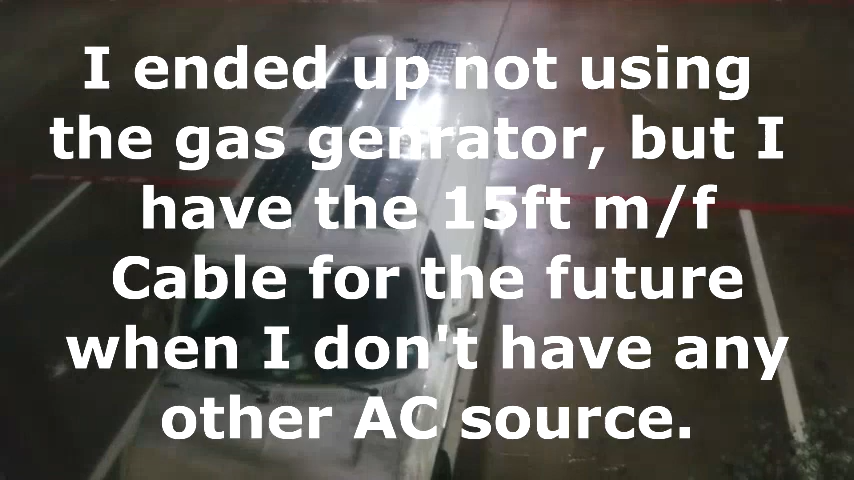 I ended up not using
the gas genrator, but I
have the 15ft m/f
Cable for the future
when I don't have any
other AC source.